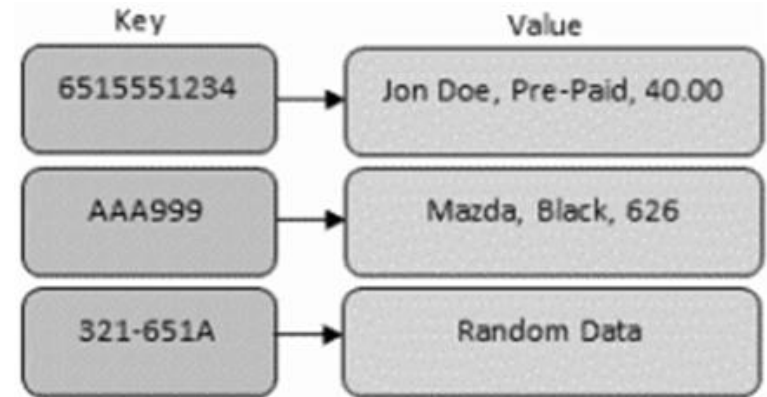 Key Value
6515551234 Jon Doe, Pre-Paid, 40.00
AAA999 Mazda, Black, 626
321-651A Random Data